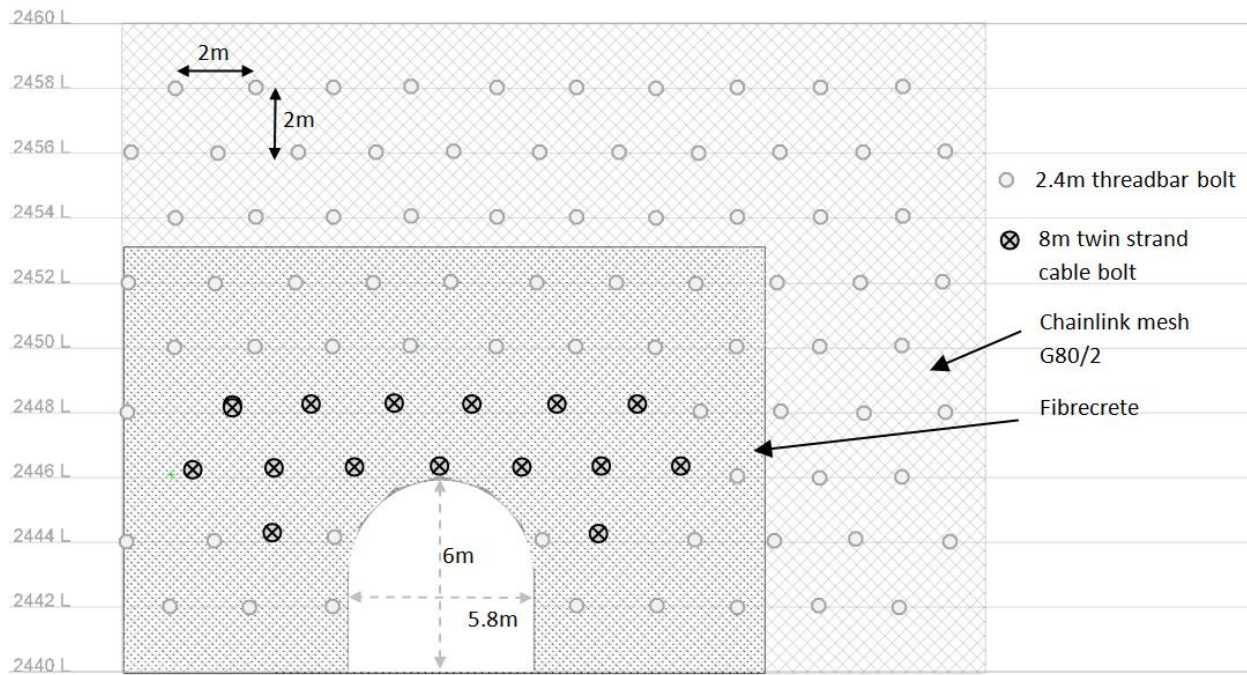 2460 L
2m
2458 L
2m
2456 L
2454 L
2452 L
2450 L
2448 L
2446 L
2444 L
2442 L
2440 L
6m
5.8m
2.4m threadbar bolt
8m twin strand
cable bolt
Chainlink mesh
G80/2
Fibrecrete